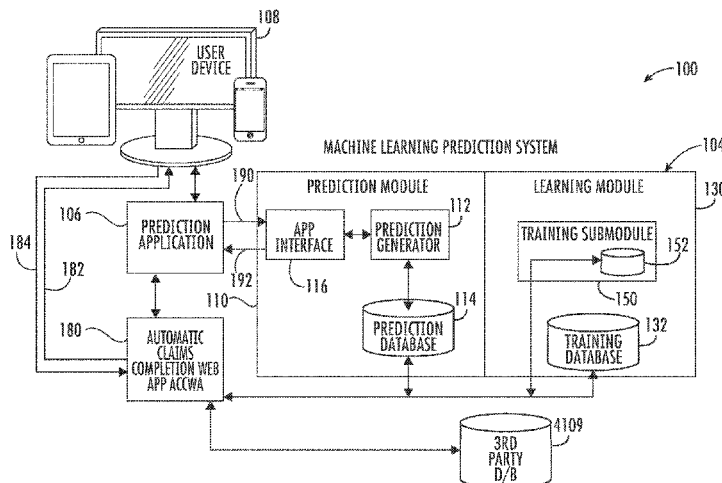 108
USER
DEVICE
100
MACHINE LEARNING PREDICTION SYSTEM
104
PREDICTION MODULE
LEARNING MODULE
130
190
112
106
PREDICTION
APPLICATION
APP
INTERFACE
PREDICTION
GENERATOR
TRAINING SUBMODULE
152
184
182
192
116
110
150
114
PREDICTION
DATABASE
132
TRAINING
DATABASE
180
AUTOMATIC
CLAIMS
COMPLETION WEB
APP ACCWA
4109
3RD
PARTY
D/B